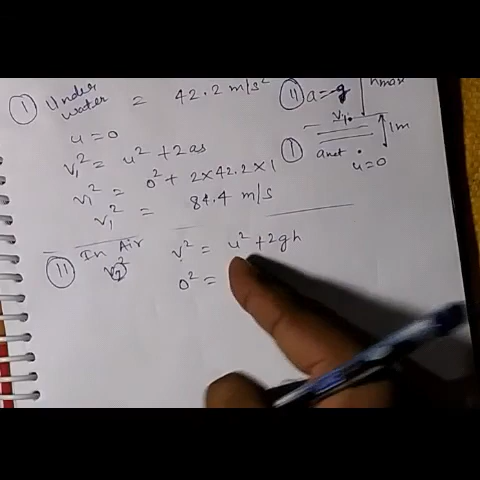 I Under water = 42.2 m/s²
u = 0
v₁² = u² + 2as
v₁² = 0² + 2×42.2×1
v₁² = 84.4 m/s
II In Air v² = u² + 2gh
v₂²
0² =
II a = -g hmax
v₁
1m
I anet
u = 0